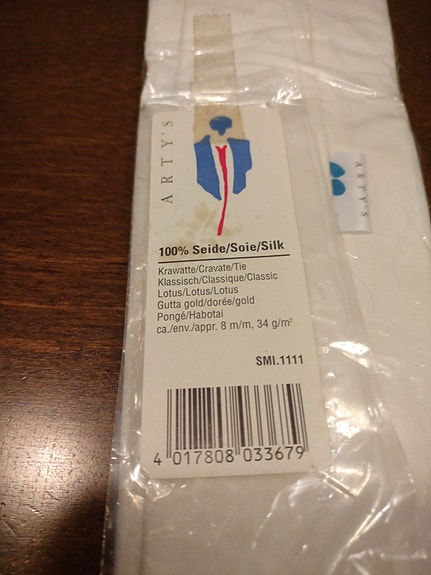 ARTY'S
100% Seide/Soie/Silk
Krawatte/Cravate/Tie
Klassisch/Classique/Classic
Lotus/Lotus/Lotus
Gutta gold/dorée/gold
Pongé/Habotai
ca./env./appr. 8 m/m, 34 g/m²
SMI.1111
4 017808 033679
ARTY'S